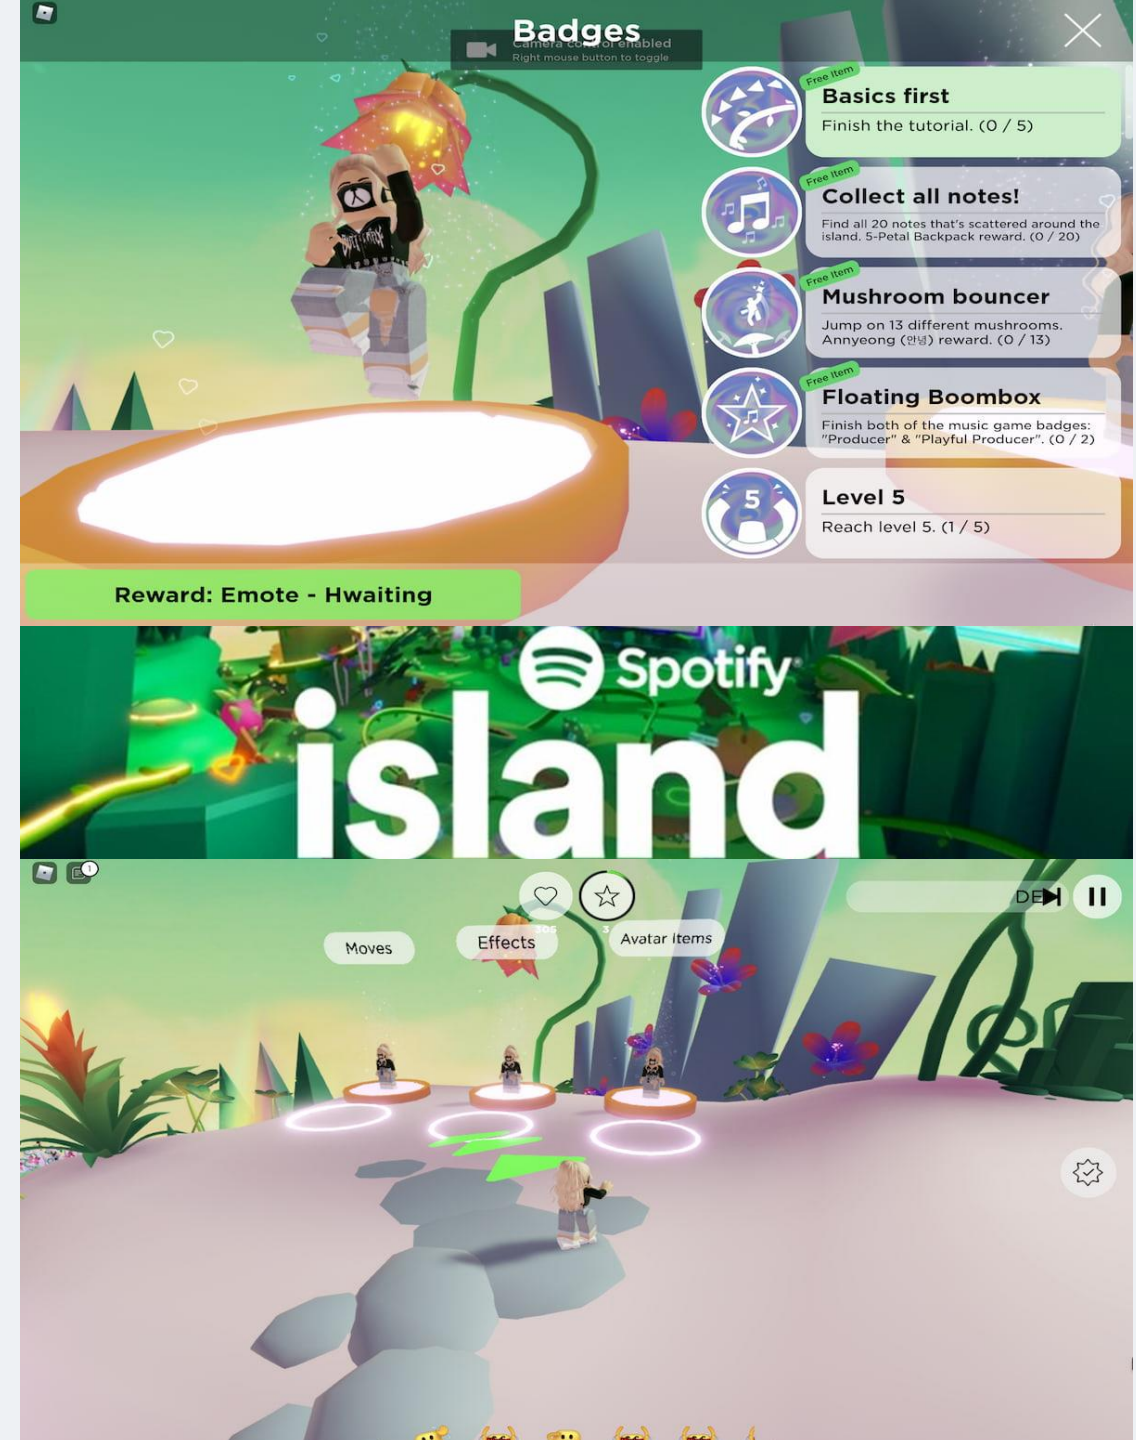 Badges
Camera control enabled
Right mouse button to toggle
Free Item
Basics first
Finish the tutorial. (0 / 5)
Free Item
Collect all notes!
Find all 20 notes that's scattered around the
island. 5-Petal Backpack reward. (0 / 20)
Free Item
Mushroom bouncer
Jump on 13 different mushrooms.
Annyeong (안녕) reward. (0 / 13)
Free Item
Floating Boombox
Finish both of the music game badges:
"Producer" & "Playful Producer". (0 / 2)
5
Level 5
Reach level 5. (1 / 5)
Reward: Emote - Hwaiting
Spotify
island
1
DE
305
3
Moves
Effects
Avatar Items